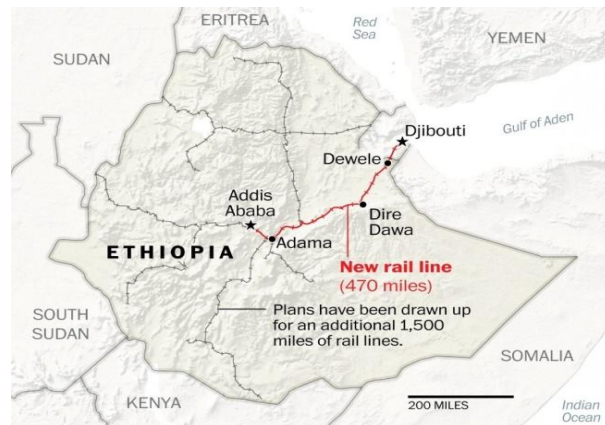 ERITREA
Red
Sea
YEMEN
SUDAN
Gulf of Aden
Djibouti
Dewele
Addis
Ababa
Dire
Dawa
ETHIOPIA
Adama
New rail line
(470 miles)
Plans have been drawn up
for an additional 1,500
miles of rail lines.
SOUTH
SUDAN
SOMALIA
KENYA
200 MILES
Indian
Ocean